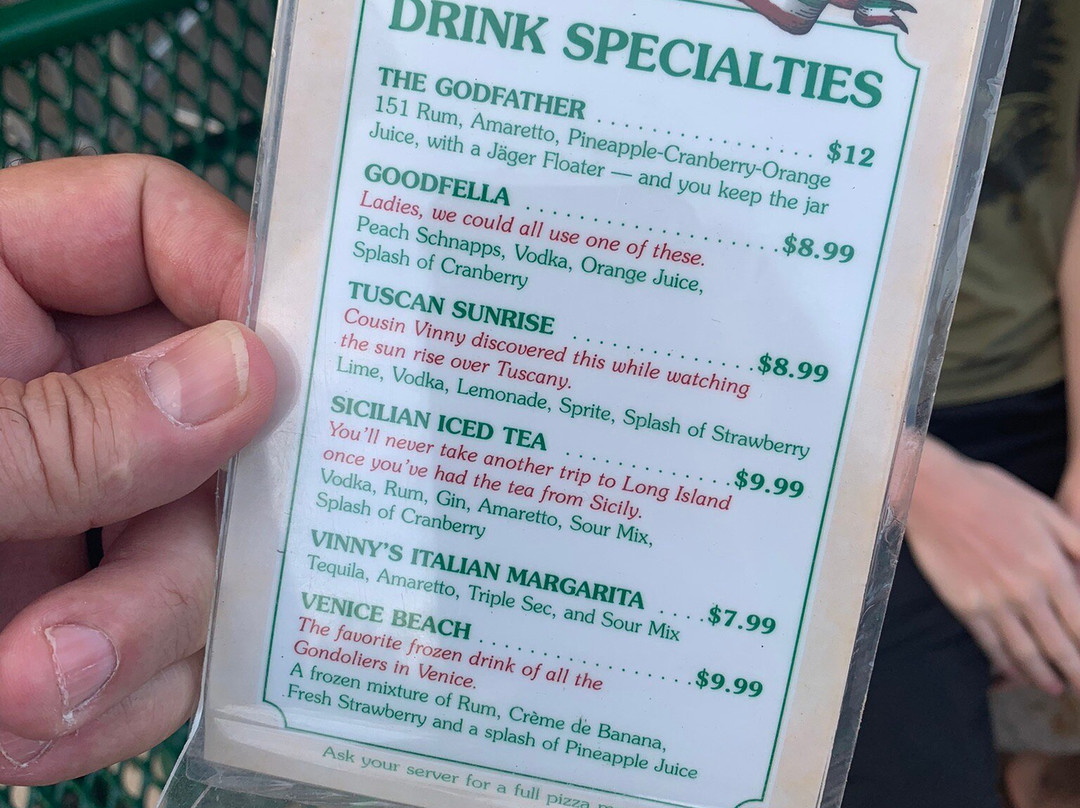 DRINK SPECIALTIES
THE GODFATHER . . . . . . . . . . . . . . . . . . $12
151 Rum, Amaretto, Pineapple-Cranberry-Orange
Juice, with a Jäger Floater — and you keep the jar
GOODFELLA . . . . . . . . . . . . . . . . . . . . . $8.99
Ladies, we could all use one of these.
Peach Schnapps, Vodka, Orange Juice,
Splash of Cranberry
TUSCAN SUNRISE . . . . . . . . . . . . . . . $8.99
Cousin Vinny discovered this while watching
the sun rise over Tuscany.
Lime, Vodka, Lemonade, Sprite, Splash of Strawberry
SICILIAN ICED TEA . . . . . . . . . . . . . . $9.99
You'll never take another trip to Long Island
once you've had the tea from Sicily.
Vodka, Rum, Gin, Amaretto, Sour Mix,
Splash of Cranberry
VINNY'S ITALIAN MARGARITA . . . . . $7.99
Tequila, Amaretto, Triple Sec, and Sour Mix
VENICE BEACH . . . . . . . . . . . . . . . . . . $9.99
The favorite frozen drink of all the
Gondoliers in Venice.
A frozen mixture of Rum, Crème de Banana,
Fresh Strawberry and a splash of Pineapple Juice
Ask your server for a full pizza